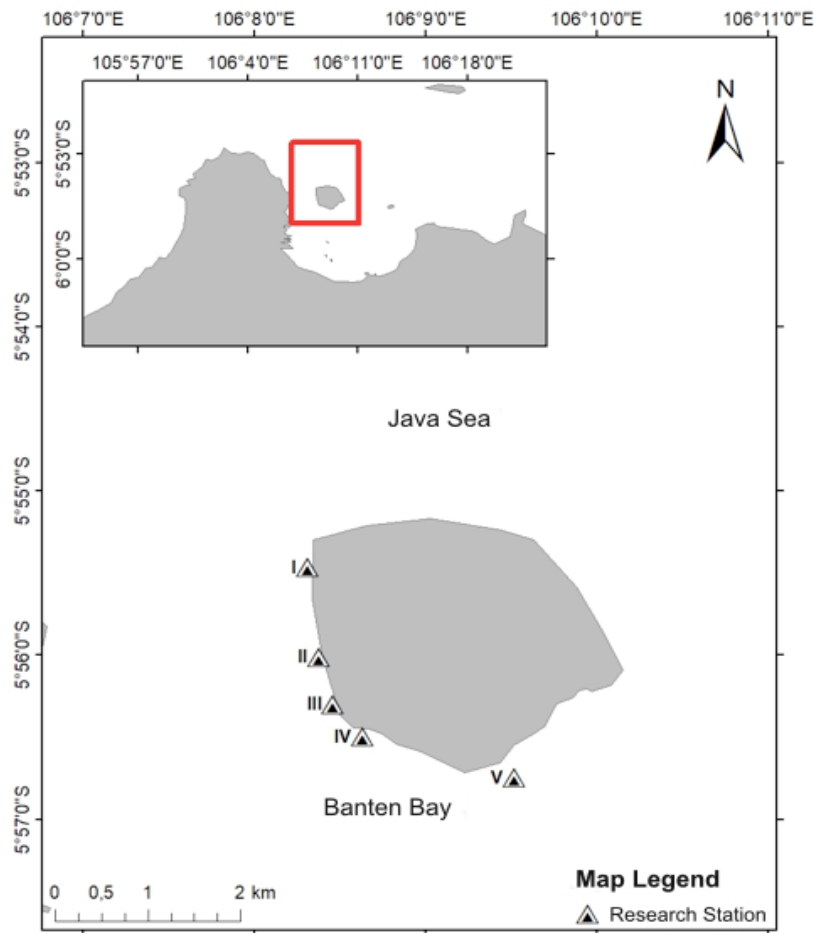 106°7'0"E 106°8'0"E 106°9'0"E 106°10'0"E 106°11'0"E
105°57'0"E 106°4'0"E 106°11'0"E 106°18'0"E
N
5°53'0"S
6°0'0"S
5°53'0"S
5°54'0"S
5°55'0"S
5°56'0"S
5°57'0"S
Java Sea
I
II
III
IV
V
Banten Bay
0 0,5 1 2 km
Map Legend
Research Station